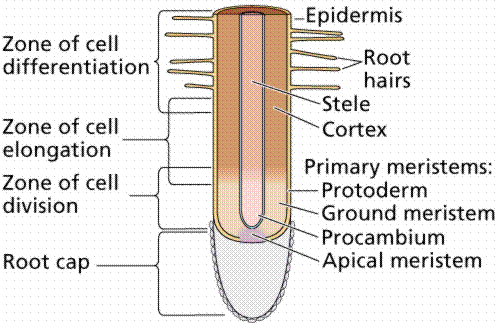 Epidermis
Zone of cell
differentiation
Root
hairs
Stele
Cortex
Zone of cell
elongation
Primary meristems:
Zone of cell
division
Protoderm
Ground meristem
Procambium
Root cap
Apical meristem